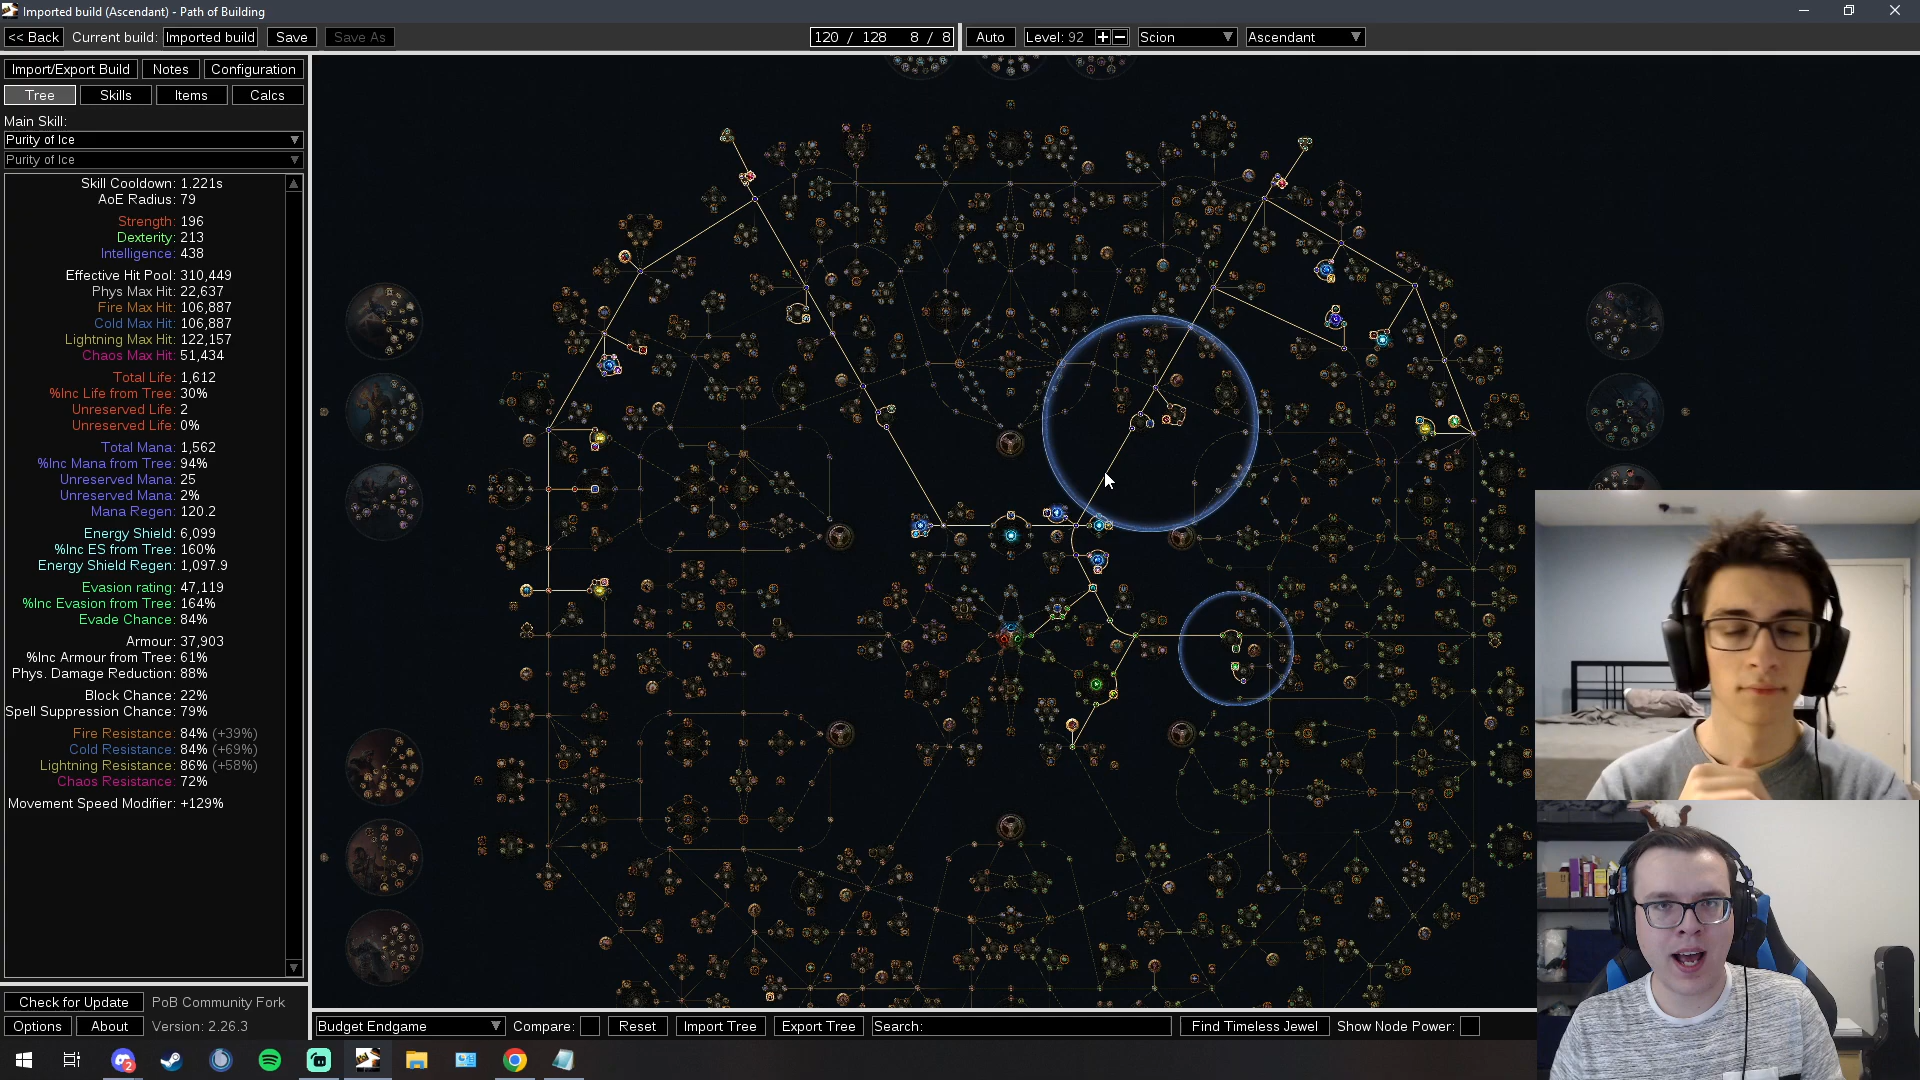 Imported build (Ascendant) - Path of Building
<< Back Current build: Imported build Save Save As 120 / 128 8 / 8 Auto Level: 92 + − Scion Ascendant
Import/Export Build Notes Configuration
Tree Skills Items Calcs
Main Skill:
Purity of Ice
Purity of Ice
Skill Cooldown: 1.221s
AoE Radius: 79
Strength: 196
Dexterity: 213
Intelligence: 438
Effective Hit Pool: 310,449
Phys Max Hit: 22,637
Fire Max Hit: 106,887
Cold Max Hit: 106,887
Lightning Max Hit: 122,157
Chaos Max Hit: 51,434
Total Life: 1,612
%Inc Life from Tree: 30%
Unreserved Life: 2
Unreserved Life: 0%
Total Mana: 1,562
%Inc Mana from Tree: 94%
Unreserved Mana: 25
Unreserved Mana: 2%
Mana Regen: 120.2
Energy Shield: 6,099
%Inc ES from Tree: 160%
Energy Shield Regen: 1,097.9
Evasion rating: 47,119
%Inc Evasion from Tree: 164%
Evade Chance: 84%
Armour: 37,903
%Inc Armour from Tree: 61%
Phys. Damage Reduction: 88%
Block Chance: 22%
Spell Suppression Chance: 79%
Fire Resistance: 84% (+39%)
Cold Resistance: 84% (+69%)
Lightning Resistance: 86% (+58%)
Chaos Resistance: 72%
Movement Speed Modifier: +129%
Check for Update PoB Community Fork
Options About Version: 2.26.3
Budget Endgame Compare: Reset Import Tree Export Tree Search: Find Timeless Jewel Show Node Power:
2